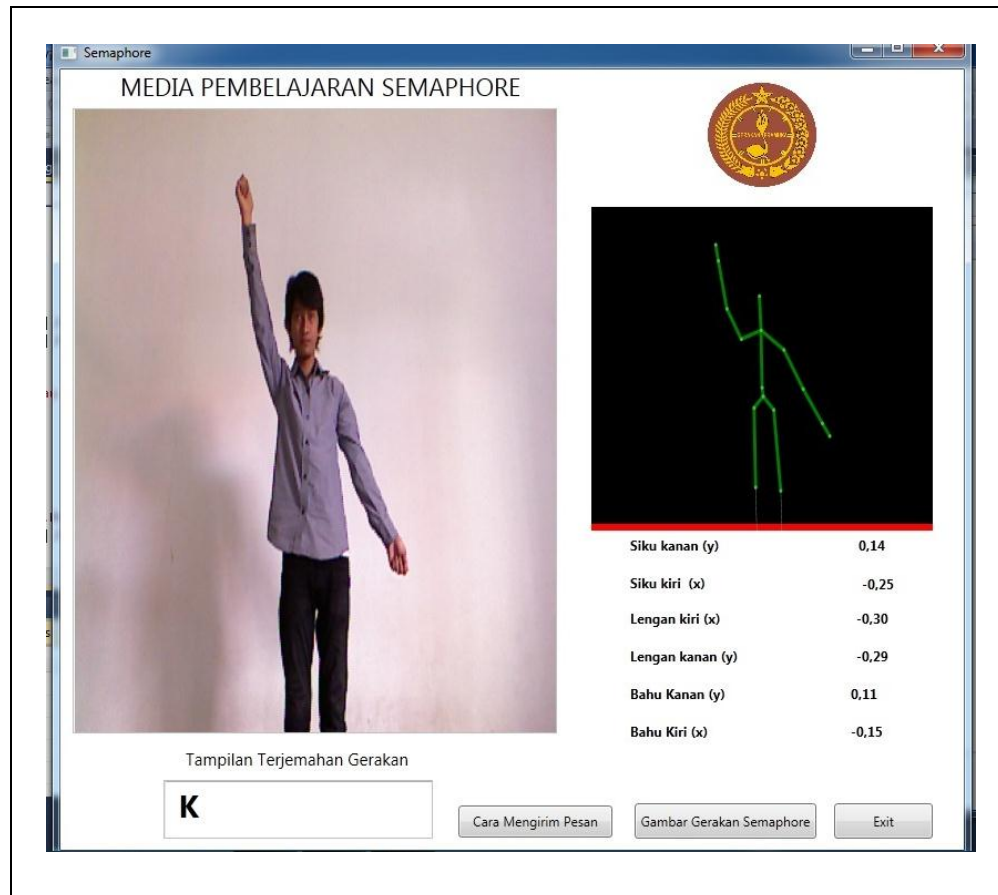 Semaphore
MEDIA PEMBELAJARAN SEMAPHORE
GERAKAN PRAMUKA
Siku kanan (y) 0,14
Siku kiri (x) -0,25
Lengan kiri (x) -0,30
Lengan kanan (y) -0,29
Bahu Kanan (y) 0,11
Bahu Kiri (x) -0,15
Tampilan Terjemahan Gerakan
K
Cara Mengirim Pesan
Gambar Gerakan Semaphore
Exit